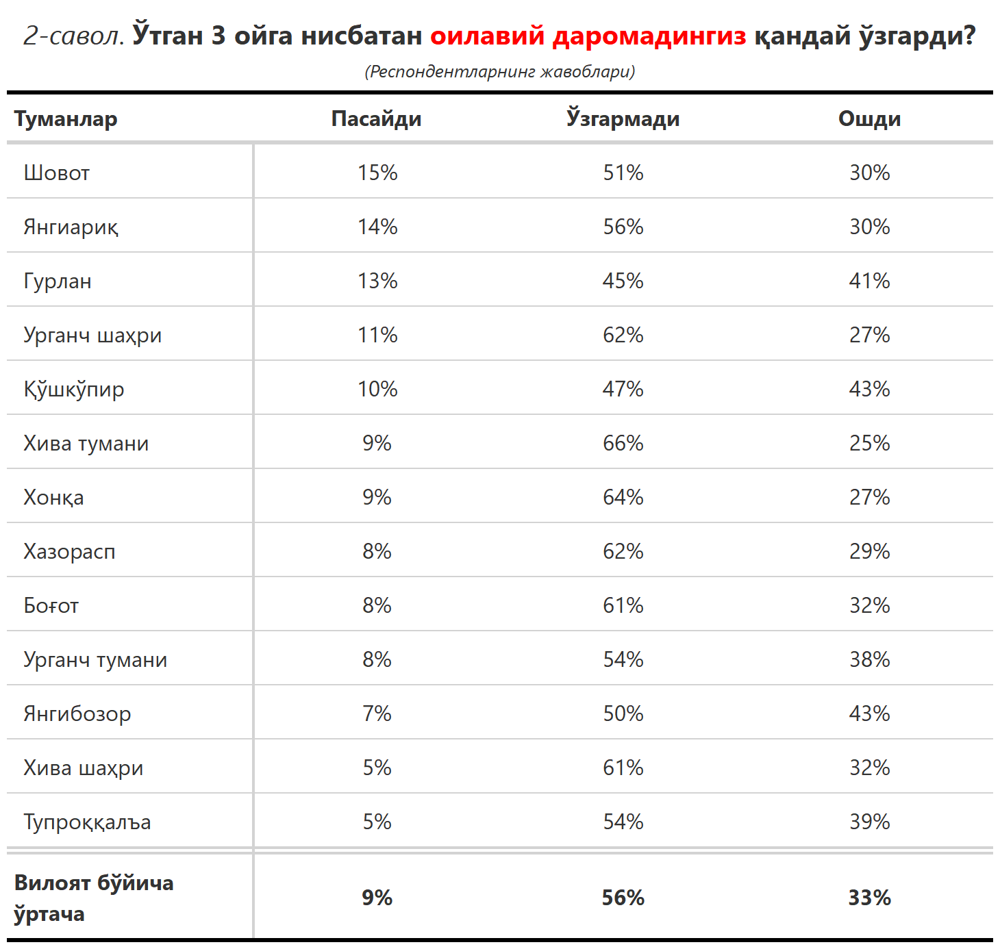 2-савол. Ўтган 3 ойга нисбатан оилавий даромадингиз қандай ўзгарди?
(Респондентларнинг жавоблари)
Туманлар Пасайди Ўзгармади Ошди
Шовот 15% 51% 30%
Янгиариқ 14% 56% 30%
Гурлан 13% 45% 41%
Урганч шаҳри 11% 62% 27%
Қўшкўпир 10% 47% 43%
Хива тумани 9% 66% 25%
Хонқа 9% 64% 27%
Хазорасп 8% 62% 29%
Боғот 8% 61% 32%
Урганч тумани 8% 54% 38%
Янгибозор 7% 50% 43%
Хива шаҳри 5% 61% 32%
Тупроққалъа 5% 54% 39%
Вилоят бўйича
ўртача 9% 56% 33%